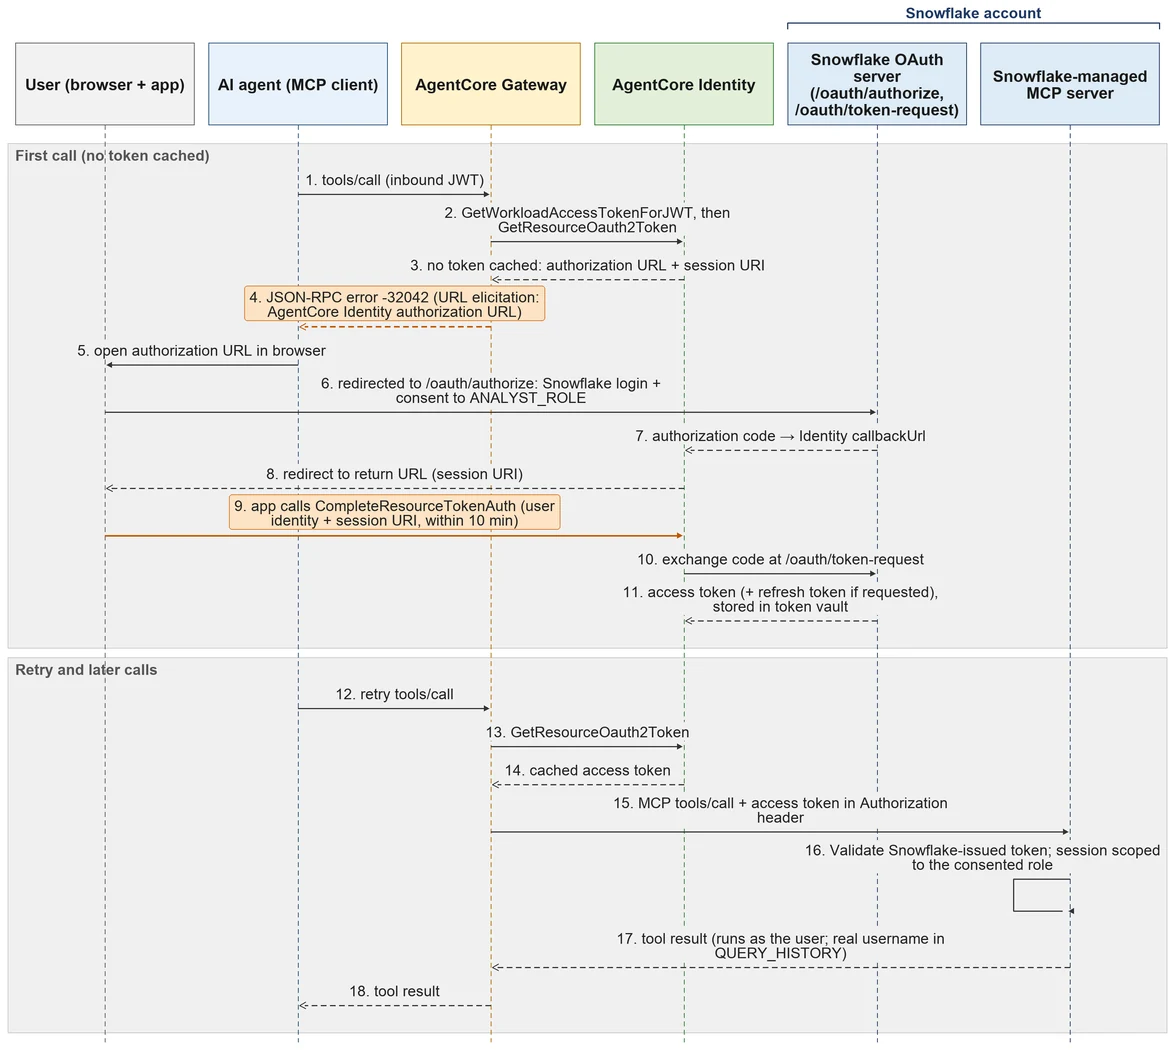 Snowflake account
User (browser + app)
AI agent (MCP client)
AgentCore Gateway
AgentCore Identity
Snowflake OAuth
server
(/oauth/authorize,
/oauth/token-request)
Snowflake-managed
MCP server
First call (no token cached)
1. tools/call (inbound JWT)
2. GetWorkloadAccessTokenForJWT, then
GetResourceOauth2Token
3. no token cached: authorization URL + session URI
4. JSON-RPC error -32042 (URL elicitation:
AgentCore Identity authorization URL)
5. open authorization URL in browser
6. redirected to /oauth/authorize: Snowflake login +
consent to ANALYST_ROLE
7. authorization code → Identity callbackUrl
8. redirect to return URL (session URI)
9. app calls CompleteResourceTokenAuth (user
identity + session URI, within 10 min)
10. exchange code at /oauth/token-request
11. access token (+ refresh token if requested),
stored in token vault
Retry and later calls
12. retry tools/call
13. GetResourceOauth2Token
14. cached access token
15. MCP tools/call + access token in Authorization
header
16. Validate Snowflake-issued token; session scoped
to the consented role
17. tool result (runs as the user; real username in
QUERY_HISTORY)
18. tool result